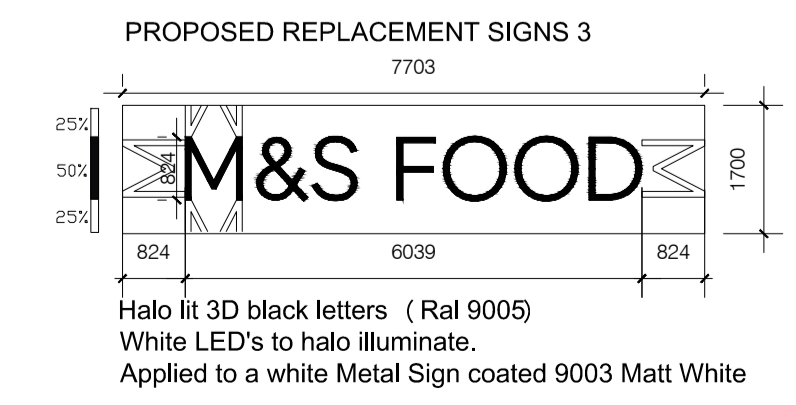 PROPOSED REPLACEMENT SIGNS 3
7703
25%
50%
25%
824
M&S FOOD
1700
824
6039
824
Halo lit 3D black letters ( Ral 9005)
White LED's to halo illuminate.
Applied to a white Metal Sign coated 9003 Matt White